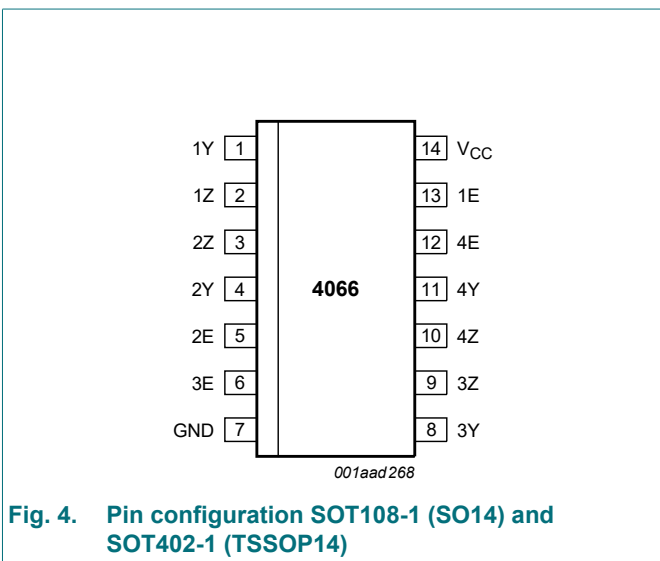 1Y 1 14 VCC
1Z 2 13 1E
2Z 3 12 4E
2Y 4 4066 11 4Y
2E 5 10 4Z
3E 6 9 3Z
GND 7 8 3Y
001aad268
Fig. 4. Pin configuration SOT108-1 (SO14) and
SOT402-1 (TSSOP14)